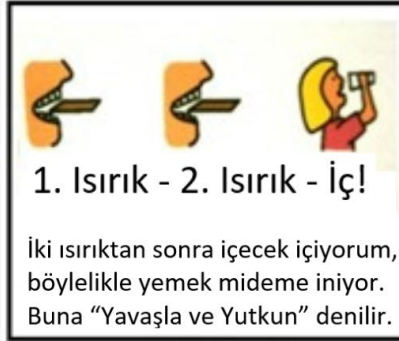 1. Isırık - 2. Isırık - İç!
İki ısırıktan sonra içecek içiyorum,
böylelikle yemek mideme iniyor.
Buna “Yavaşla ve Yutkun” denilir.